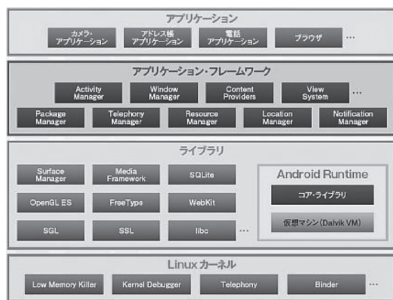 アプリケーション
カメラ・アプリケーション
アドレス帳アプリケーション
電話アプリケーション
ブラウザ
…
アプリケーション・フレームワーク
Activity Manager
Window Manager
Content Providers
View System
…
Package Manager
Telephony Manager
Resource Manager
Location Manager
Notification Manager
ライブラリ
Surface Manager
Media Framework
SQLite
OpenGL ES
FreeType
WebKit
SGL
SSL
libc
…
Android Runtime
コア・ライブラリ
仮想マシン(Dalvik VM)
Linux カーネル
Low Memory Killer
Kernel Debugger
Telephony
Binder
…